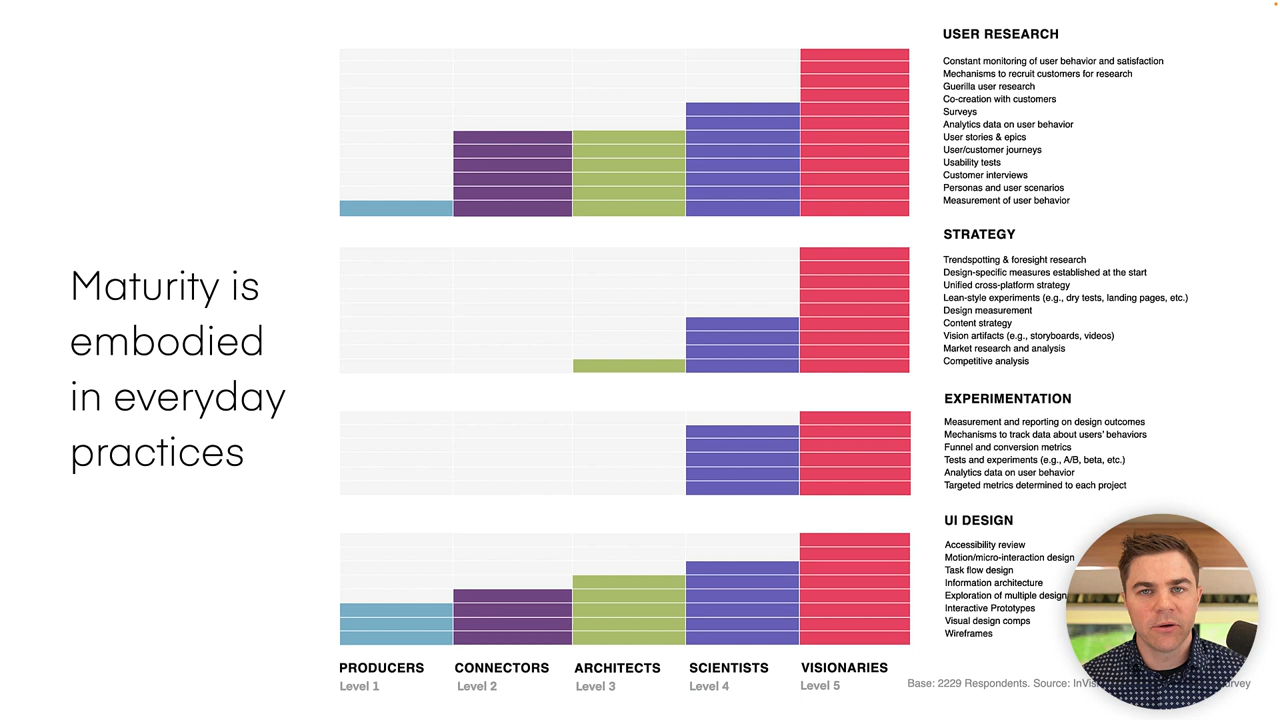 Maturity is
embodied
in everyday
practices
USER RESEARCH
Constant monitoring of user behavior and satisfaction
Mechanisms to recruit customers for research
Guerilla user research
Co-creation with customers
Surveys
Analytics data on user behavior
User stories & epics
User/customer journeys
Usability tests
Customer interviews
Personas and user scenarios
Measurement of user behavior
STRATEGY
Trendspotting & foresight research
Design-specific measures established at the start
Unified cross-platform strategy
Lean-style experiments (e.g., dry tests, landing pages, etc.)
Design measurement
Content strategy
Vision artifacts (e.g., storyboards, videos)
Market research and analysis
Competitive analysis
EXPERIMENTATION
Measurement and reporting on design outcomes
Mechanisms to track data about users' behaviors
Funnel and conversion metrics
Tests and experiments (e.g., A/B, beta, etc.)
Analytics data on user behavior
Targeted metrics determined to each project
UI DESIGN
Accessibility review
Motion/micro-interaction design
Task flow design
Information architecture
Exploration of multiple design
Interactive Prototypes
Visual design comps
Wireframes
PRODUCERS CONNECTORS ARCHITECTS SCIENTISTS VISIONARIES
Level 1 Level 2 Level 3 Level 4 Level 5
Base: 2229 Respondents. Source: